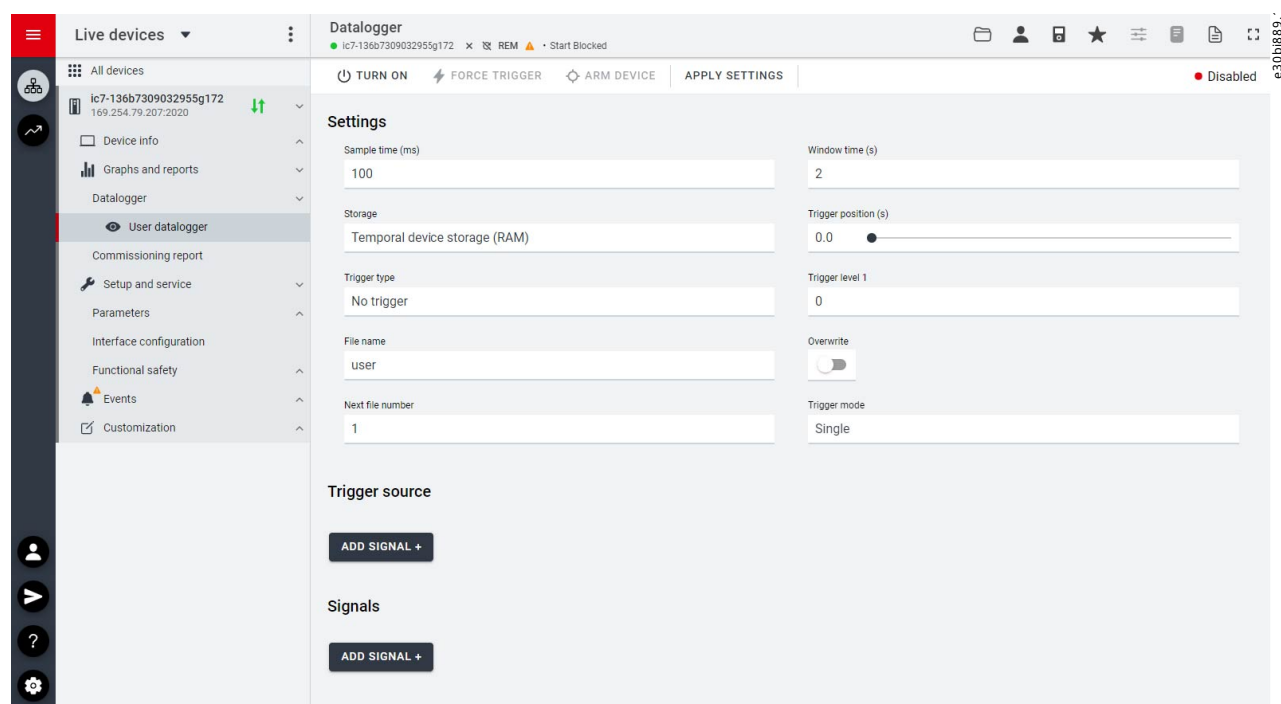 Live devices
All devices
ic7-136b7309032955g172
169.254.79.207:2020
Device info
Graphs and reports
Datalogger
User datalogger
Commissioning report
Setup and service
Parameters
Interface configuration
Functional safety
Events
Customization
Datalogger
ic7-136b7309032955g172 REM • Start Blocked
TURN ON FORCE TRIGGER ARM DEVICE APPLY SETTINGS Disabled
Settings
Sample time (ms) Window time (s)
100 2
Storage Trigger position (s)
Temporal device storage (RAM) 0.0
Trigger type Trigger level 1
No trigger 0
File name Overwrite
user
Next file number Trigger mode
1 Single
Trigger source
ADD SIGNAL +
Signals
ADD SIGNAL +
?